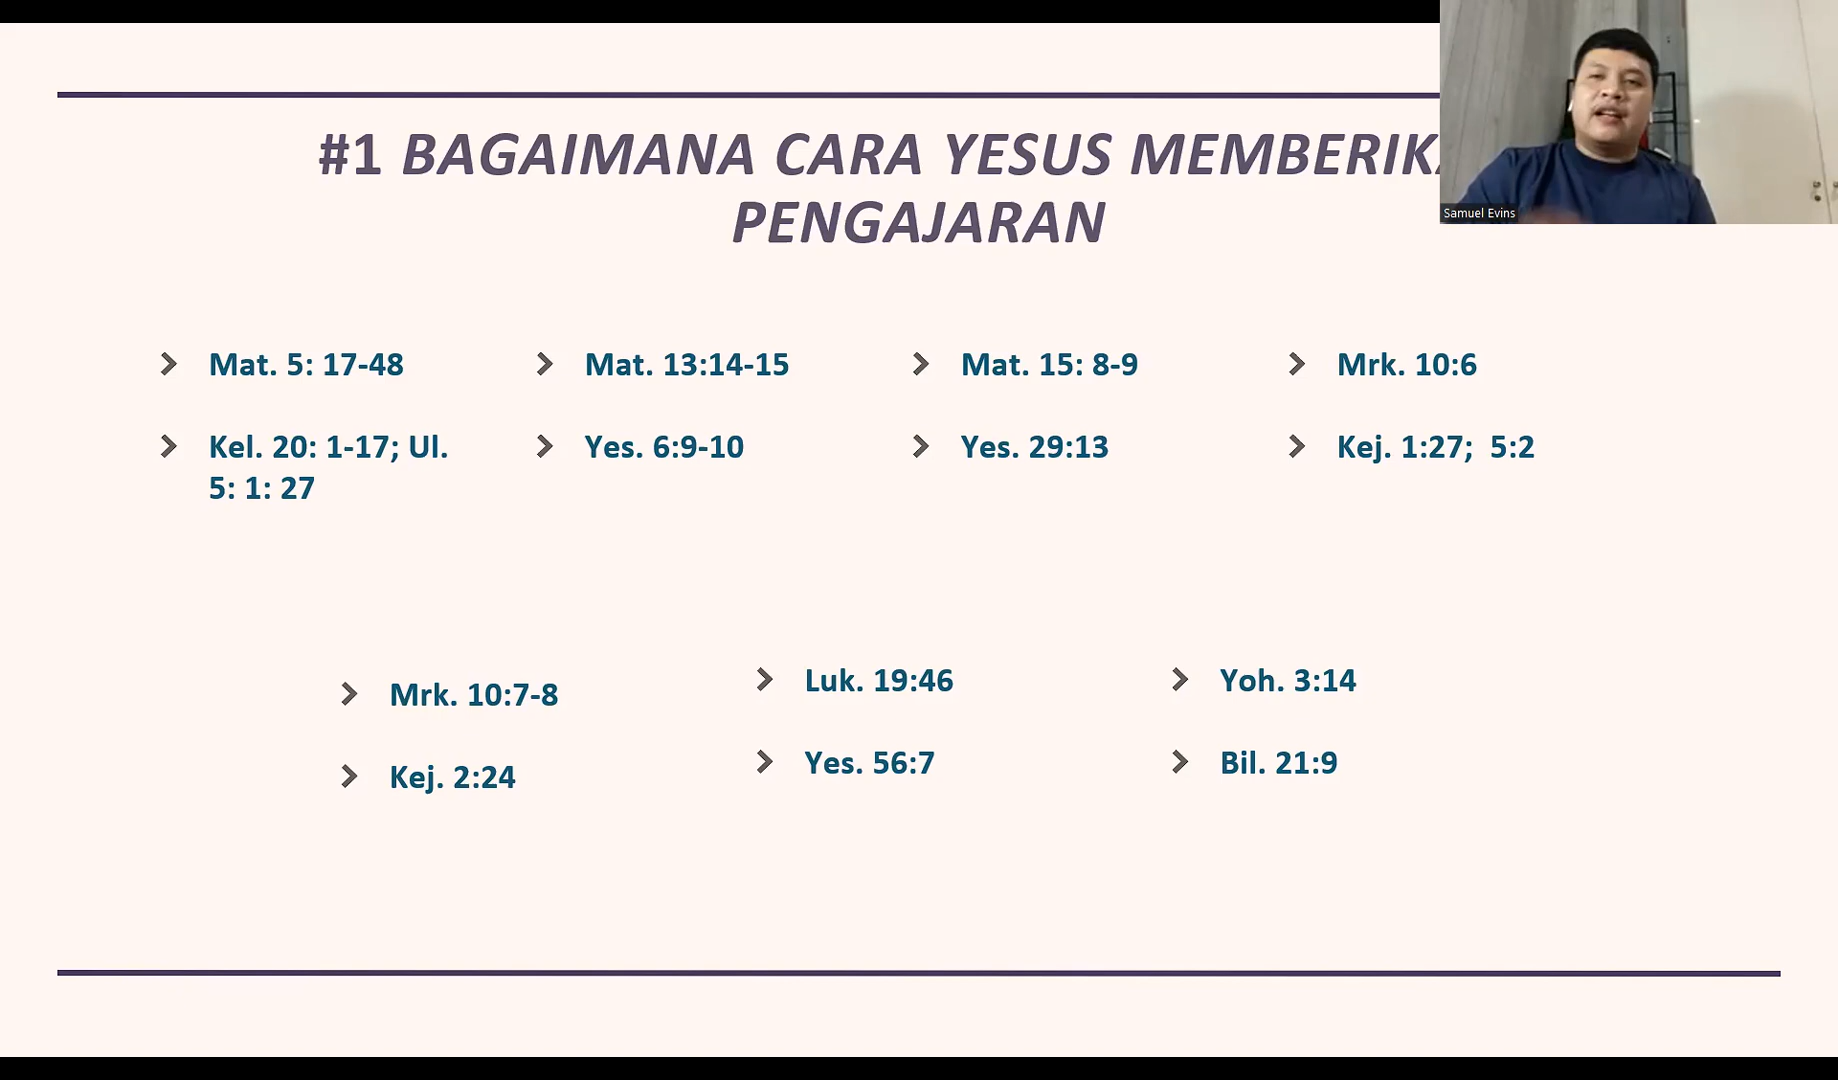 #1 BAGAIMANA CARA YESUS MEMBERIK
PENGAJARAN
Samuel Evins
Mat. 5: 17-48
Kel. 20: 1-17; Ul.
5: 1: 27
Mat. 13:14-15
Yes. 6:9-10
Mat. 15: 8-9
Yes. 29:13
Mrk. 10:6
Kej. 1:27;  5:2
Mrk. 10:7-8
Kej. 2:24
Luk. 19:46
Yes. 56:7
Yoh. 3:14
Bil. 21:9